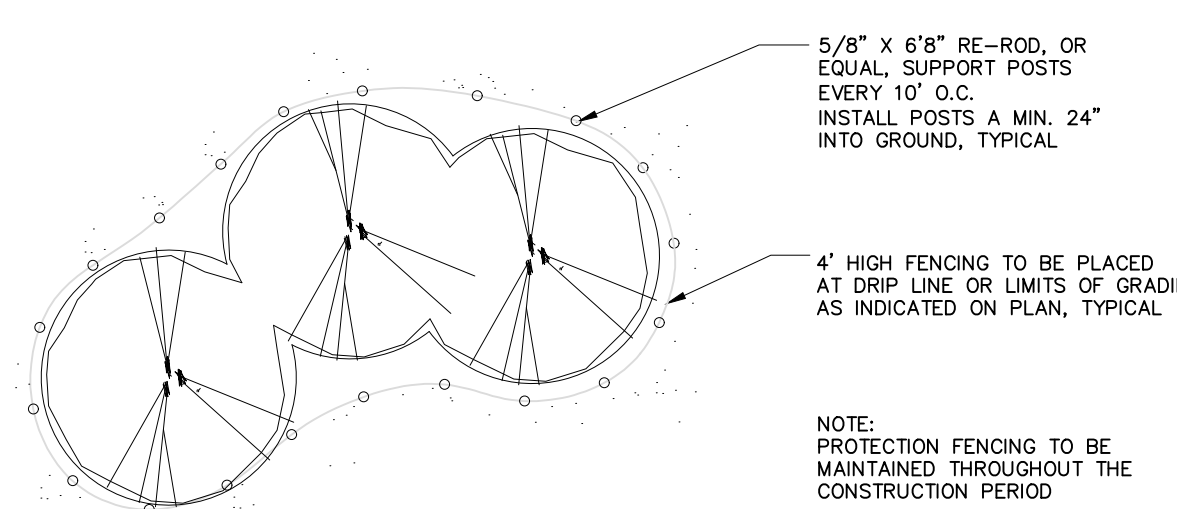 5/8" X 6'8" RE-ROD, OR
EQUAL, SUPPORT POSTS
EVERY 10' O.C.
INSTALL POSTS A MIN. 24"
INTO GROUND, TYPICAL
4' HIGH FENCING TO BE PLACED
AT DRIP LINE OR LIMITS OF
AS INDICATED ON PLAN, TYPICAL
NOTE:
PROTECTION FENCING TO BE
MAINTAINED THROUGHOUT THE
CONSTRUCTION PERIOD